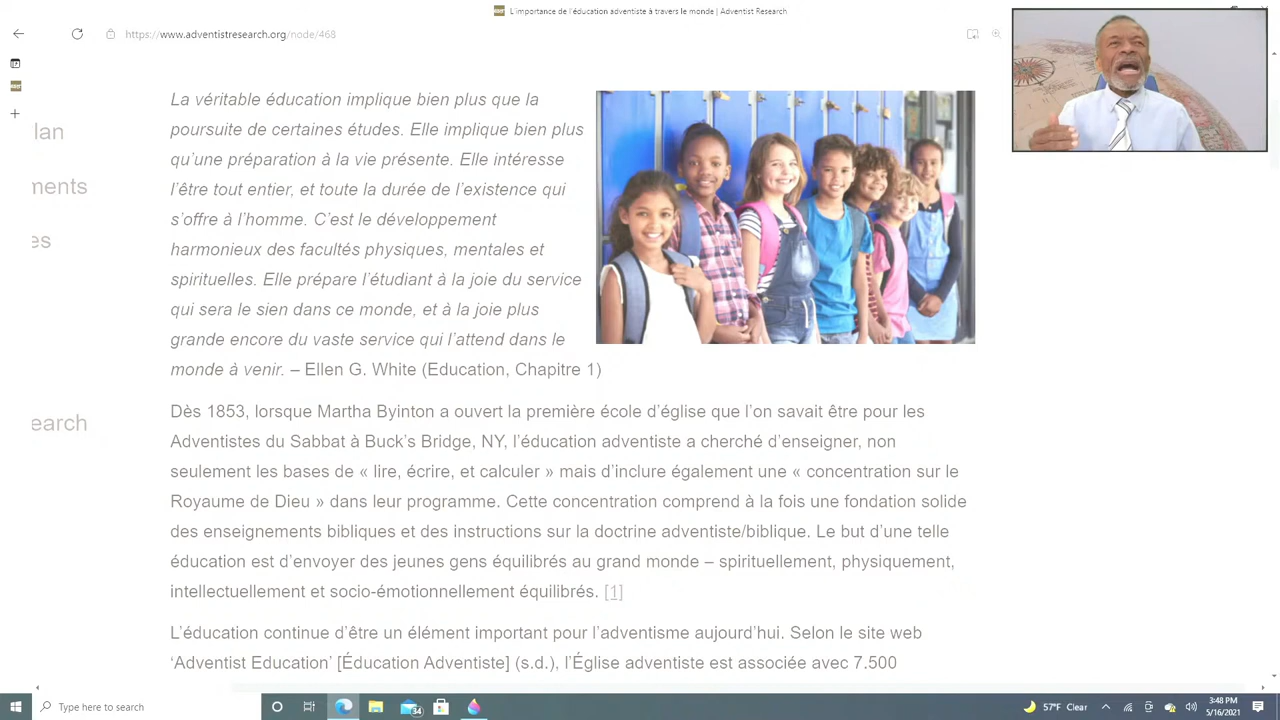 L'importance de l'éducation adventiste à travers le monde | Adventist Research
https://www.adventistresearch.org/node/468
lan
ments
es
earch
La véritable éducation implique bien plus que la
poursuite de certaines études. Elle implique bien plus
qu'une préparation à la vie présente. Elle intéresse
l'être tout entier, et toute la durée de l'existence qui
s'offre à l'homme. C'est le développement
harmonieux des facultés physiques, mentales et
spirituelles. Elle prépare l'étudiant à la joie du service
qui sera le sien dans ce monde, et à la joie plus
grande encore du vaste service qui l'attend dans le
monde à venir. – Ellen G. White (Education, Chapitre 1)
Dès 1853, lorsque Martha Byinton a ouvert la première école d'église que l'on savait être pour les
Adventistes du Sabbat à Buck's Bridge, NY, l'éducation adventiste a cherché d'enseigner, non
seulement les bases de « lire, écrire, et calculer » mais d'inclure également une « concentration sur le
Royaume de Dieu » dans leur programme. Cette concentration comprend à la fois une fondation solide
des enseignements bibliques et des instructions sur la doctrine adventiste/biblique. Le but d'une telle
éducation est d'envoyer des jeunes gens équilibrés au grand monde – spirituellement, physiquement,
intellectuellement et socio-émotionnellement équilibrés. [1]
L'éducation continue d'être un élément important pour l'adventisme aujourd'hui. Selon le site web
'Adventist Education' [Éducation Adventiste] (s.d.), l'Église adventiste est associée avec 7.500
Type here to search
34
57°F Clear
3:48 PM
5/16/2021